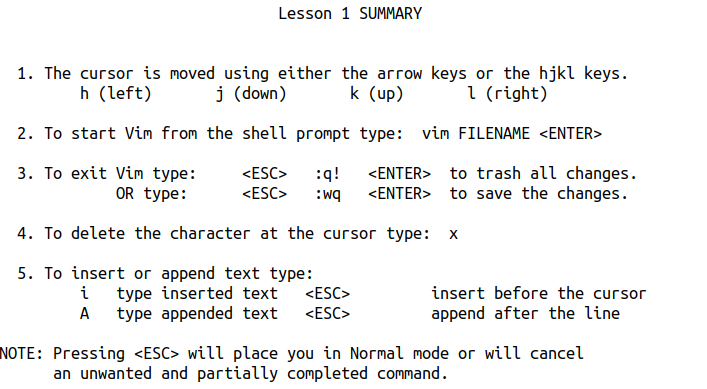 Lesson 1 SUMMARY
1. The cursor is moved using either the arrow keys or the hjkl keys.
h (left) j (down) k (up) l (right)
2. To start Vim from the shell prompt type: vim FILENAME <ENTER>
3. To exit Vim type: <ESC> :q! <ENTER> to trash all changes.
OR type: <ESC> :wq <ENTER> to save the changes.
4. To delete the character at the cursor type: x
5. To insert or append text type:
i type inserted text <ESC> insert before the cursor
A type appended text <ESC> append after the line
NOTE: Pressing <ESC> will place you in Normal mode or will cancel
an unwanted and partially completed command.